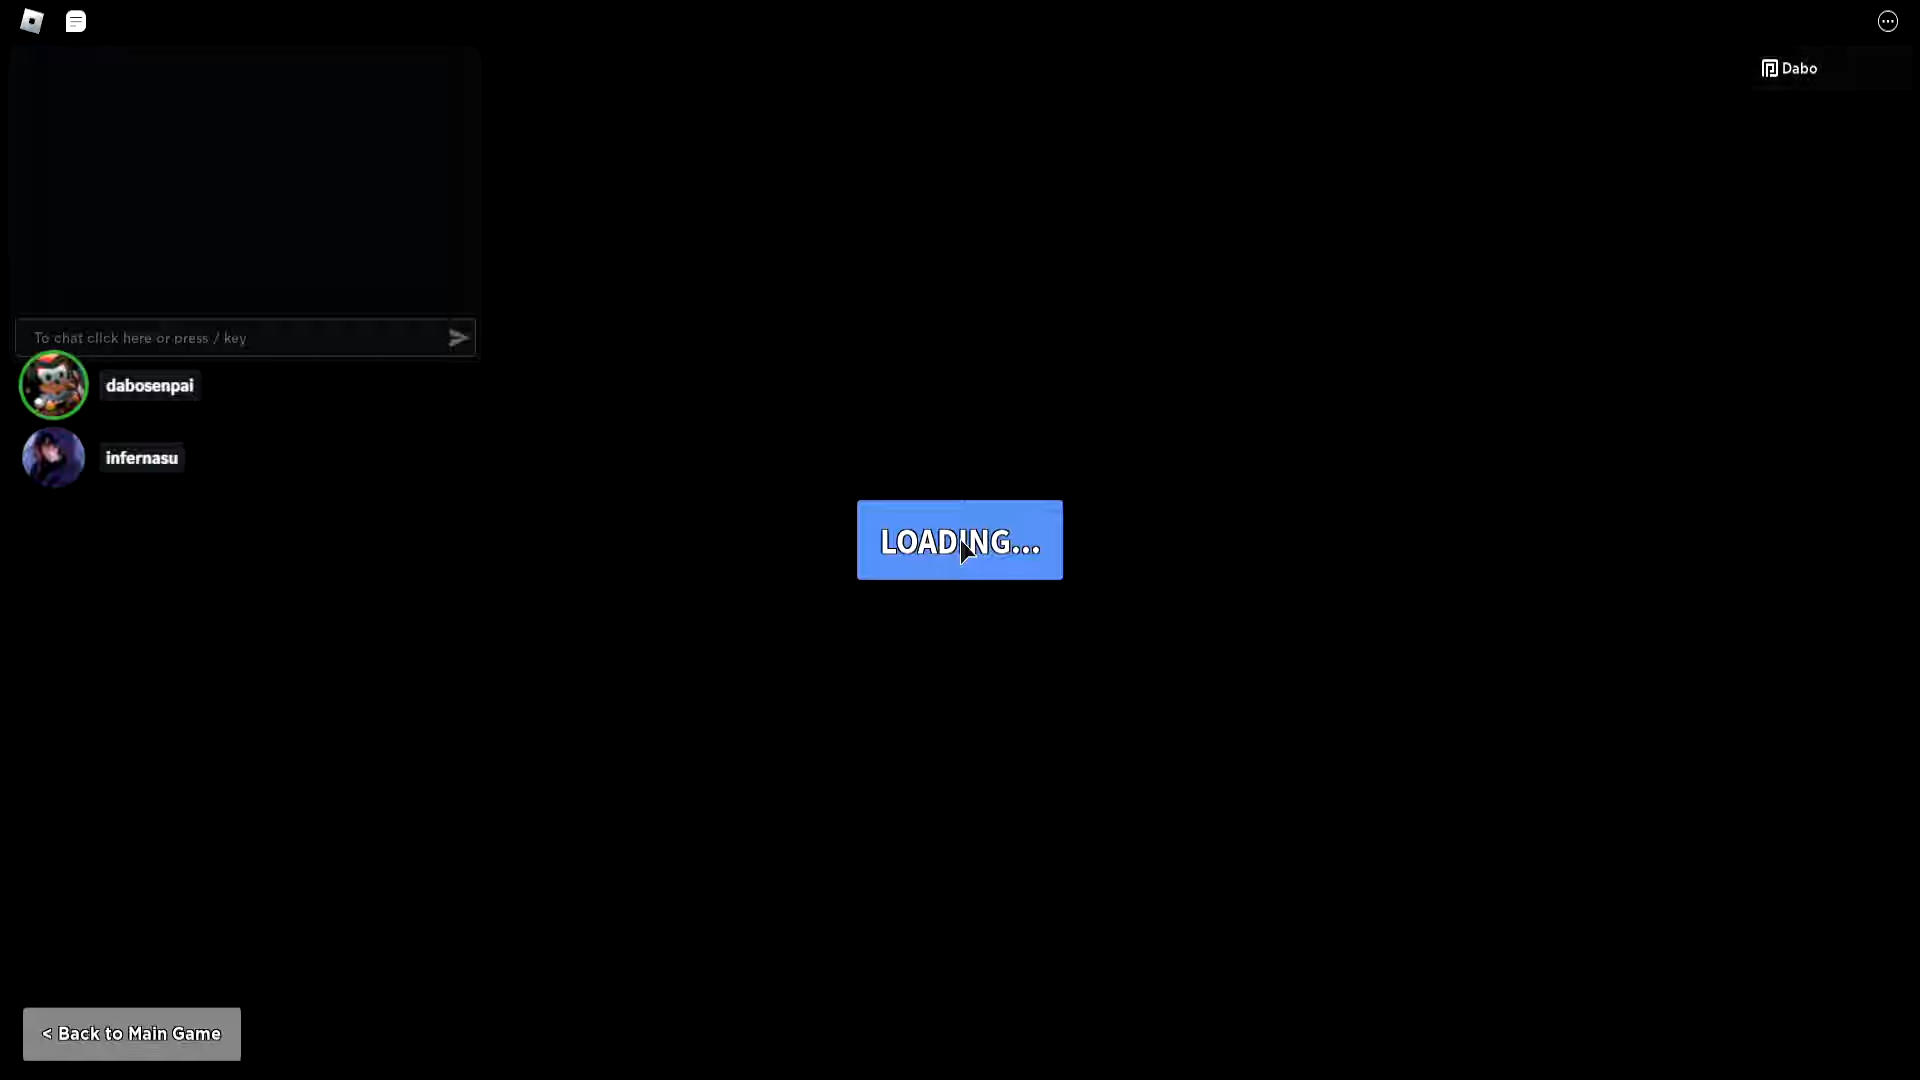 Dabo
To chat click here or press / key
dabosenpai
infernasu
LOADING...
< Back to Main Game